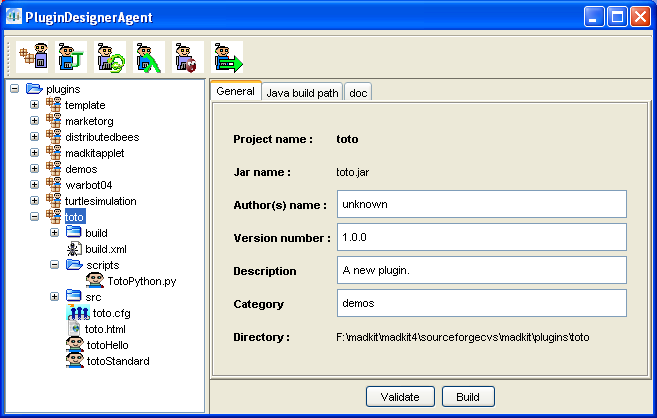 PluginDesignerAgent
General
Java build path
doc
plugins
template
marketorg
distributedbees
madkitapplet
demos
warbot04
turtlesimulation
toto
build
build.xml
scripts
TotoPython.py
src
toto.cfg
toto.html
totoHello
totoStandard
Project name : toto
Jar name : toto.jar
Author(s) name : unknown
Version number : 1.0.0
Description A new plugin.
Category demos
Directory : F:\madkit\madkit4\sourceforgecvs\madkit\plugins\toto
Validate
Build